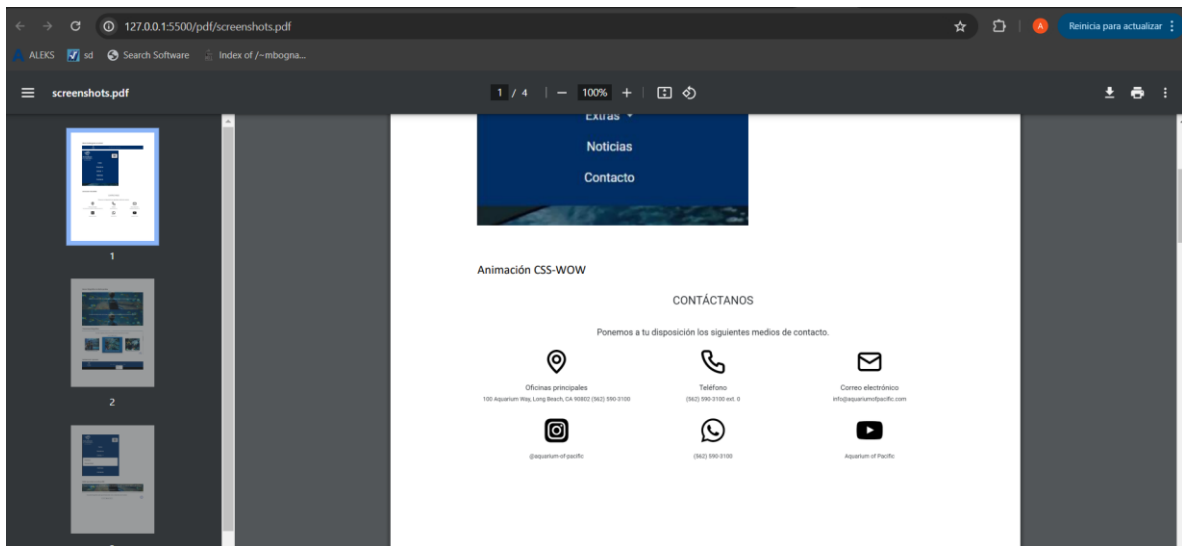 127.0.0.1:5500/pdf/screenshots.pdf
A
Reinicia para actualizar
ALEKS sd Search Software Index of /~mbogna...
screenshots.pdf
1 / 4
100%
Extras
Noticias
Contacto
Animación CSS-WOW
CONTÁCTANOS
Ponemos a tu disposición los siguientes medios de contacto.
Oficinas principales Teléfono Correo electrónico
100 Aquarium Way, Long Beach, CA 90802 (562) 590-3100 (562) 590-3100 ext. 0 info@aquariumofpacific.com
@aquarium-of-pacific (562) 590-3100 Aquarium of Pacific
1
2